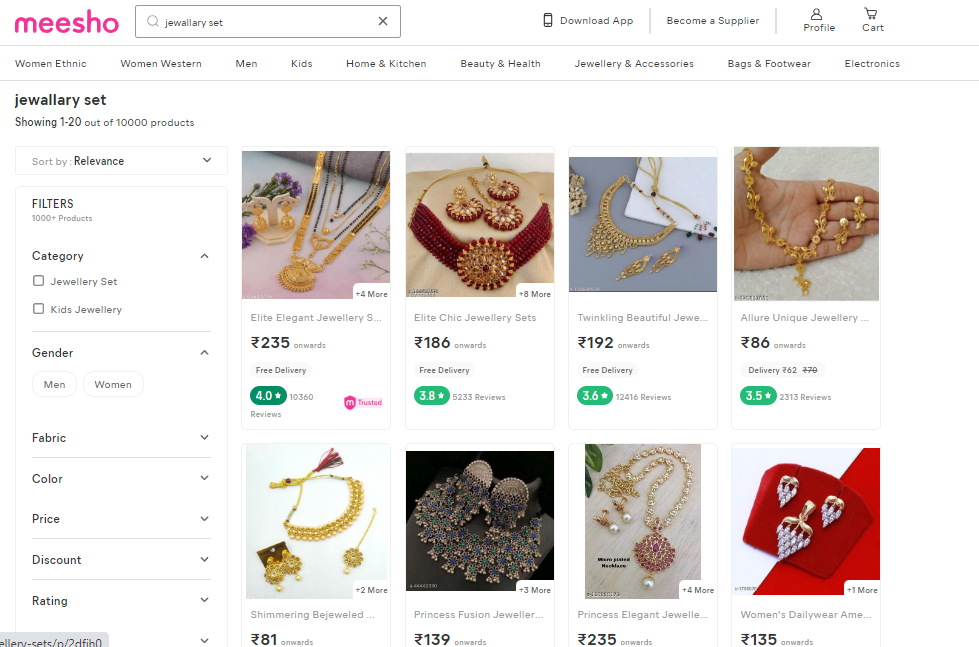 meesho
jewallary set
Download App
Become a Supplier
Profile
Cart
Women Ethnic
Women Western
Men
Kids
Home & Kitchen
Beauty & Health
Jewellery & Accessories
Bags & Footwear
Electronics
jewallary set
Showing 1-20 out of 10000 products
Sort by : Relevance
FILTERS
1000+ Products
Category
Jewellery Set
Kids Jewellery
Gender
Men
Women
Fabric
Color
Price
Discount
Rating
ellery-sets/p/2dfih0
+4 More
Elite Elegant Jewellery S...
₹235 onwards
Free Delivery
4.0 ★ 10360
Reviews
m Trusted
+8 More
Elite Chic Jewellery Sets
₹186 onwards
Free Delivery
3.8 ★ 5233 Reviews
Twinkling Beautiful Jewe...
₹192 onwards
Free Delivery
3.6 ★ 12416 Reviews
Allure Unique Jewellery ...
₹86 onwards
Delivery ₹62 ₹70
3.5 ★ 2313 Reviews
+2 More
Shimmering Bejeweled ...
₹81 onwards
+3 More
Princess Fusion Jeweller...
₹139 onwards
Micro plated
Necklace
+4 More
Princess Elegant Jewelle...
₹235 onwards
+1 More
Women's Dailywear Ame...
₹135 onwards